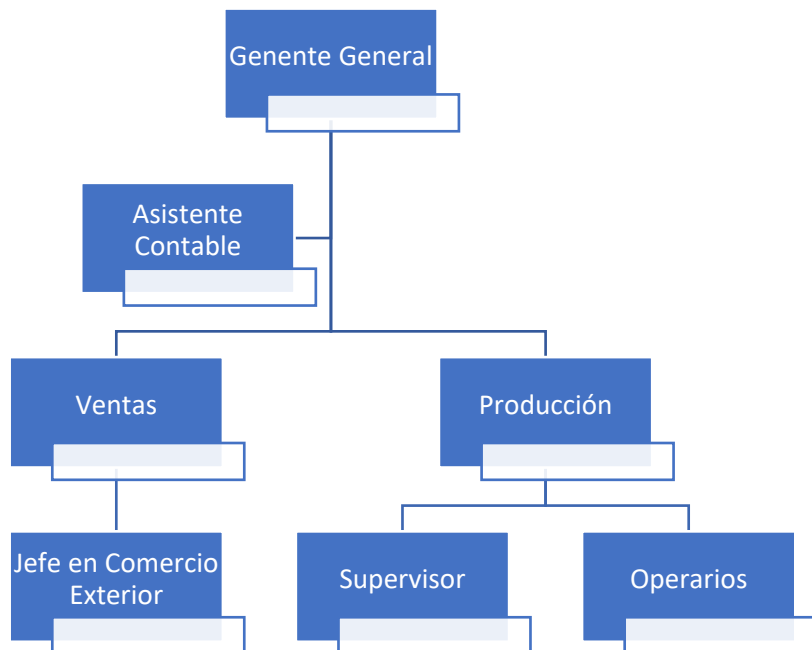 Genente General
Asistente
Contable
Ventas
Producción
Jefe en Comercio
Exterior
Supervisor
Operarios